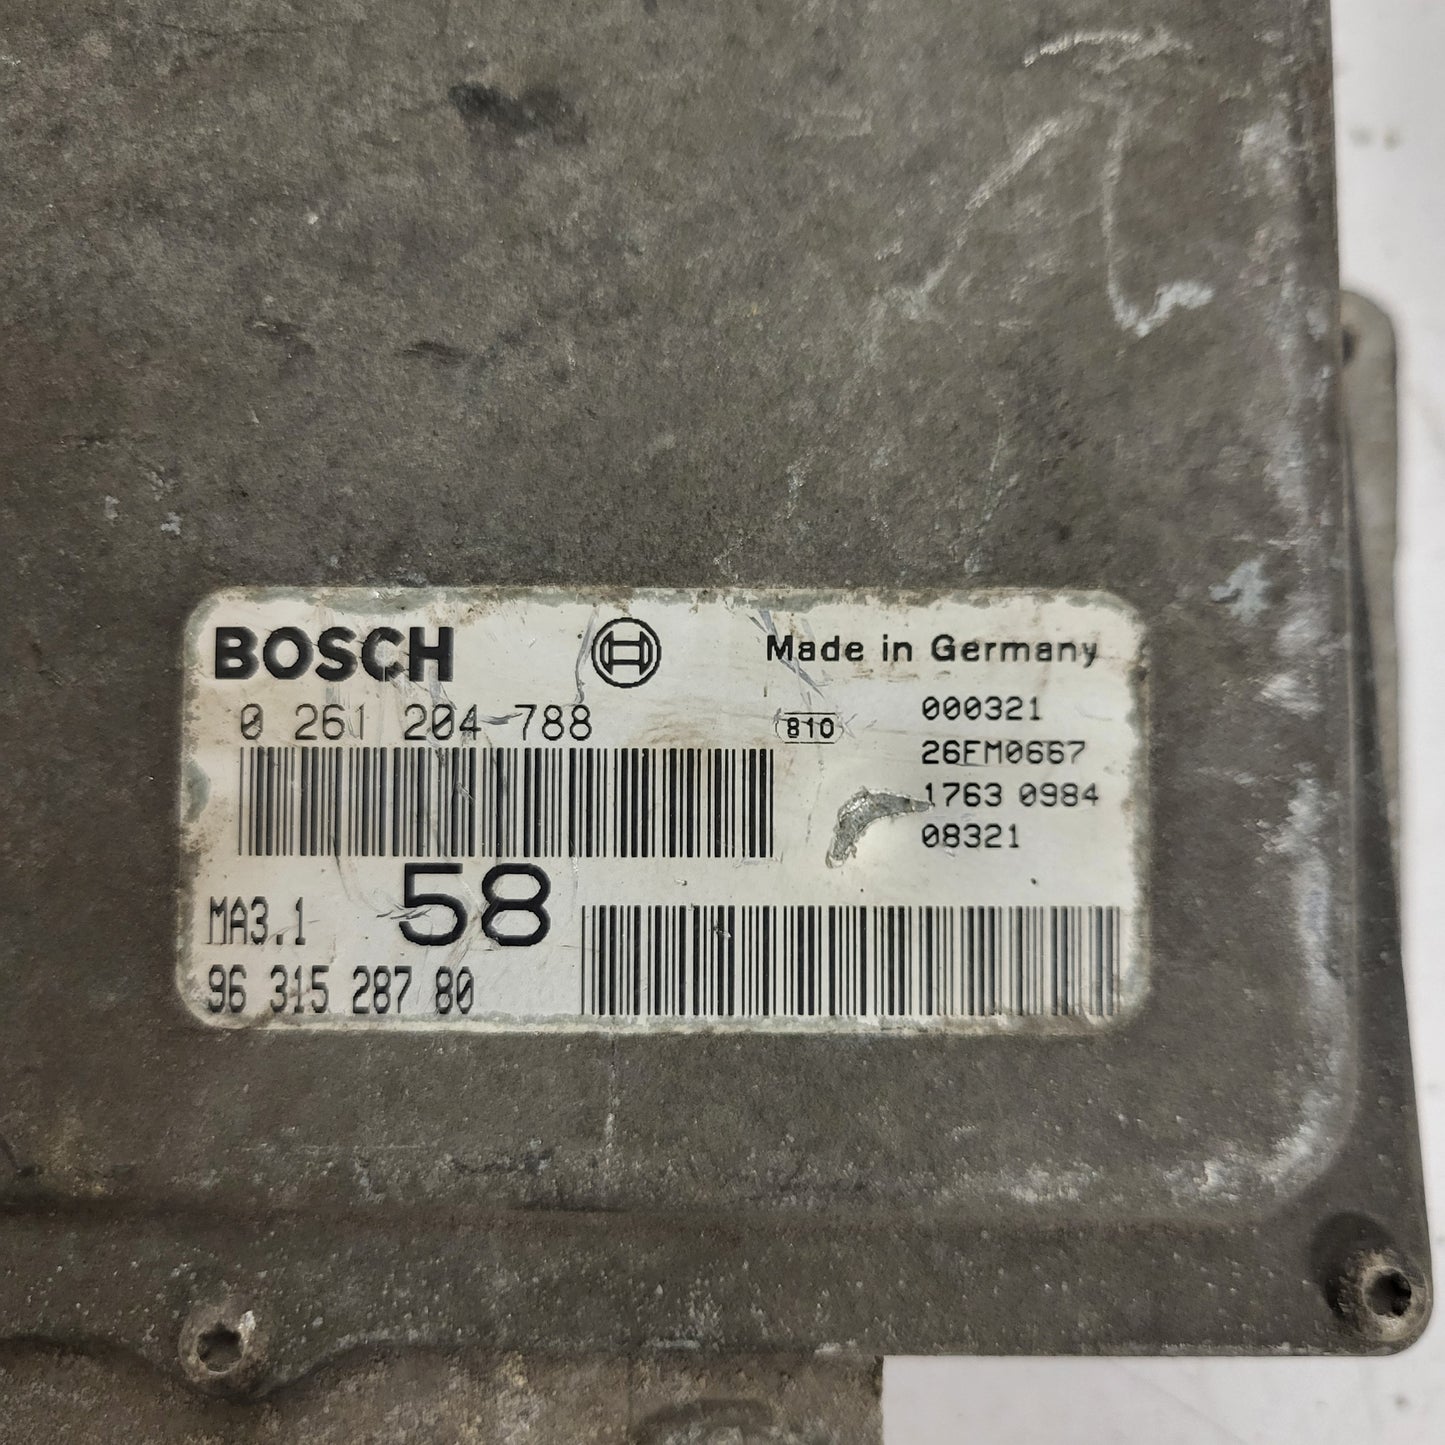 BOSCH
Made in Germany
0 261 204 788
810
000321
26FM0667
1763 0984
08321
MA3.1
58
96 315 287 80